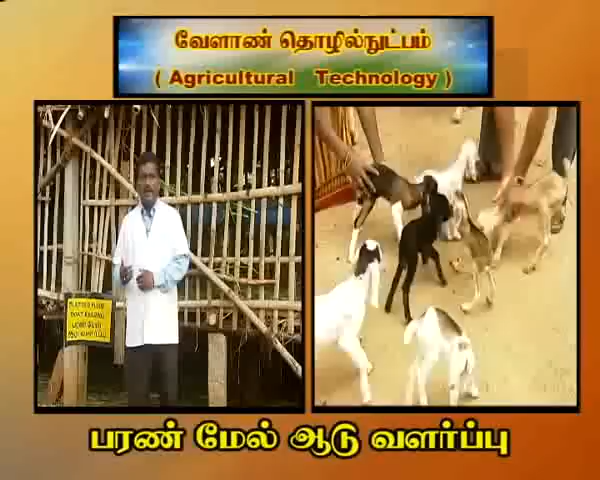 வேளாண் தொழில்நுட்பம்
( Agricultural Technology )
பரண் மேல் ஆடு வளர்ப்பு